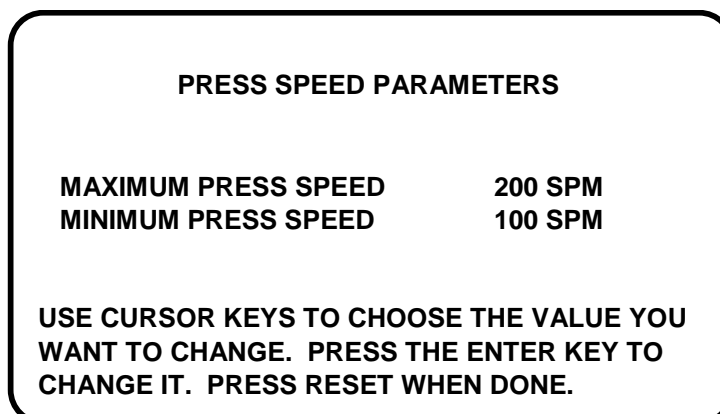 PRESS SPEED PARAMETERS
MAXIMUM PRESS SPEED 200 SPM
MINIMUM PRESS SPEED 100 SPM
USE CURSOR KEYS TO CHOOSE THE VALUE YOU
WANT TO CHANGE. PRESS THE ENTER KEY TO
CHANGE IT. PRESS RESET WHEN DONE.